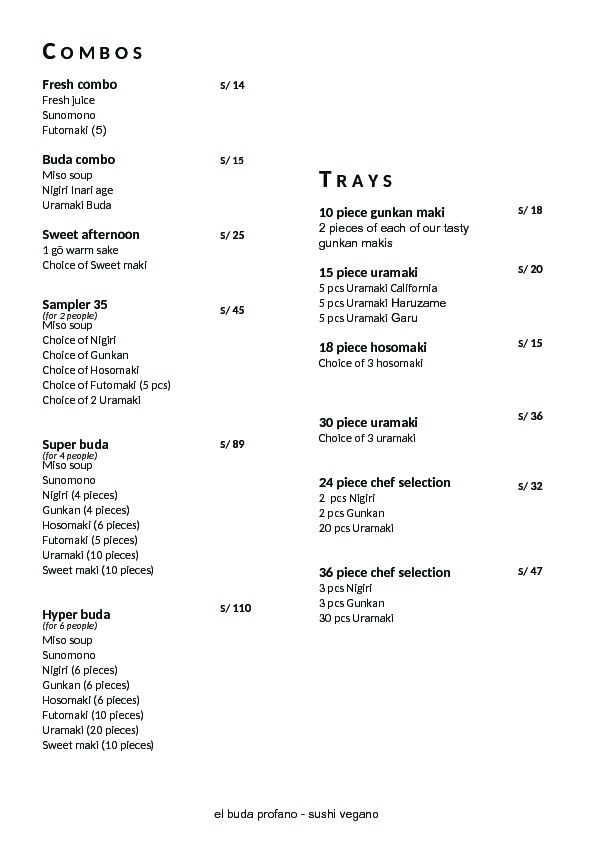 COMBOS
Fresh combo S/ 14
Fresh juice
Sunomono
Futomaki (5)
Buda combo S/ 15
Miso soup
Nigiri Inari age
Uramaki Buda
Sweet afternoon S/ 25
1 gō warm sake
Choice of Sweet maki
Sampler 35 S/ 45
(for 2 people)
Miso soup
Choice of Nigiri
Choice of Gunkan
Choice of Hosomaki
Choice of Futomaki (5 pcs)
Choice of 2 Uramaki
Super buda S/ 89
(for 4 people)
Miso soup
Sunomono
Nigiri (4 pieces)
Gunkan (4 pieces)
Hosomaki (6 pieces)
Futomaki (5 pieces)
Uramaki (10 pieces)
Sweet maki (10 pieces)
Hyper buda S/ 110
(for 6 people)
Miso soup
Sunomono
Nigiri (6 pieces)
Gunkan (6 pieces)
Hosomaki (6 pieces)
Futomaki (10 pieces)
Uramaki (20 pieces)
Sweet maki (10 pieces)
TRAYS
10 piece gunkan maki S/ 18
2 pieces of each of our tasty
gunkan makis
15 piece uramaki S/ 20
5 pcs Uramaki California
5 pcs Uramaki Haruzame
5 pcs Uramaki Garu
18 piece hosomaki S/ 15
Choice of 3 hosomaki
30 piece uramaki S/ 36
Choice of 3 uramaki
24 piece chef selection S/ 32
2 pcs Nigiri
2 pcs Gunkan
20 pcs Uramaki
36 piece chef selection S/ 47
3 pcs Nigiri
3 pcs Gunkan
30 pcs Uramaki
el buda profano - sushi vegano